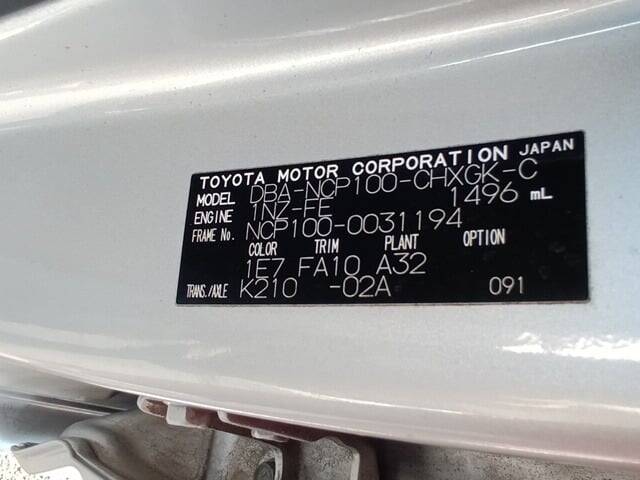 TOYOTA MOTOR CORPORATION JAPAN
MODEL DBA-NCP100-CHXGK-C
ENGINE 1NZ-FE 1496 mL
FRAME No. NCP100-0031194
COLOR TRIM PLANT OPTION
1E7 FA10 A32
TRANS./AXLE K210 -02A 091